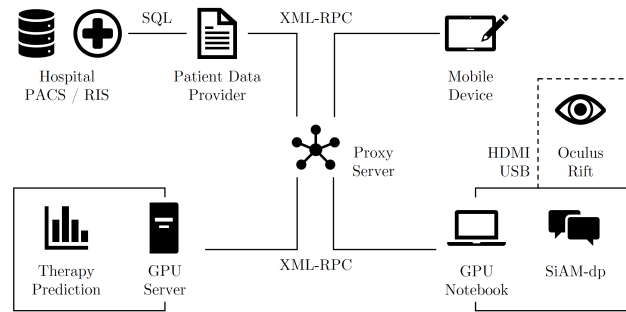 SQL
XML-RPC
Hospital
PACS / RIS
Patient Data
Provider
Mobile
Device
Proxy
Server
HDMI
USB
Oculus
Rift
Therapy
Prediction
GPU
Server
XML-RPC
GPU
Notebook
SiAM-dp